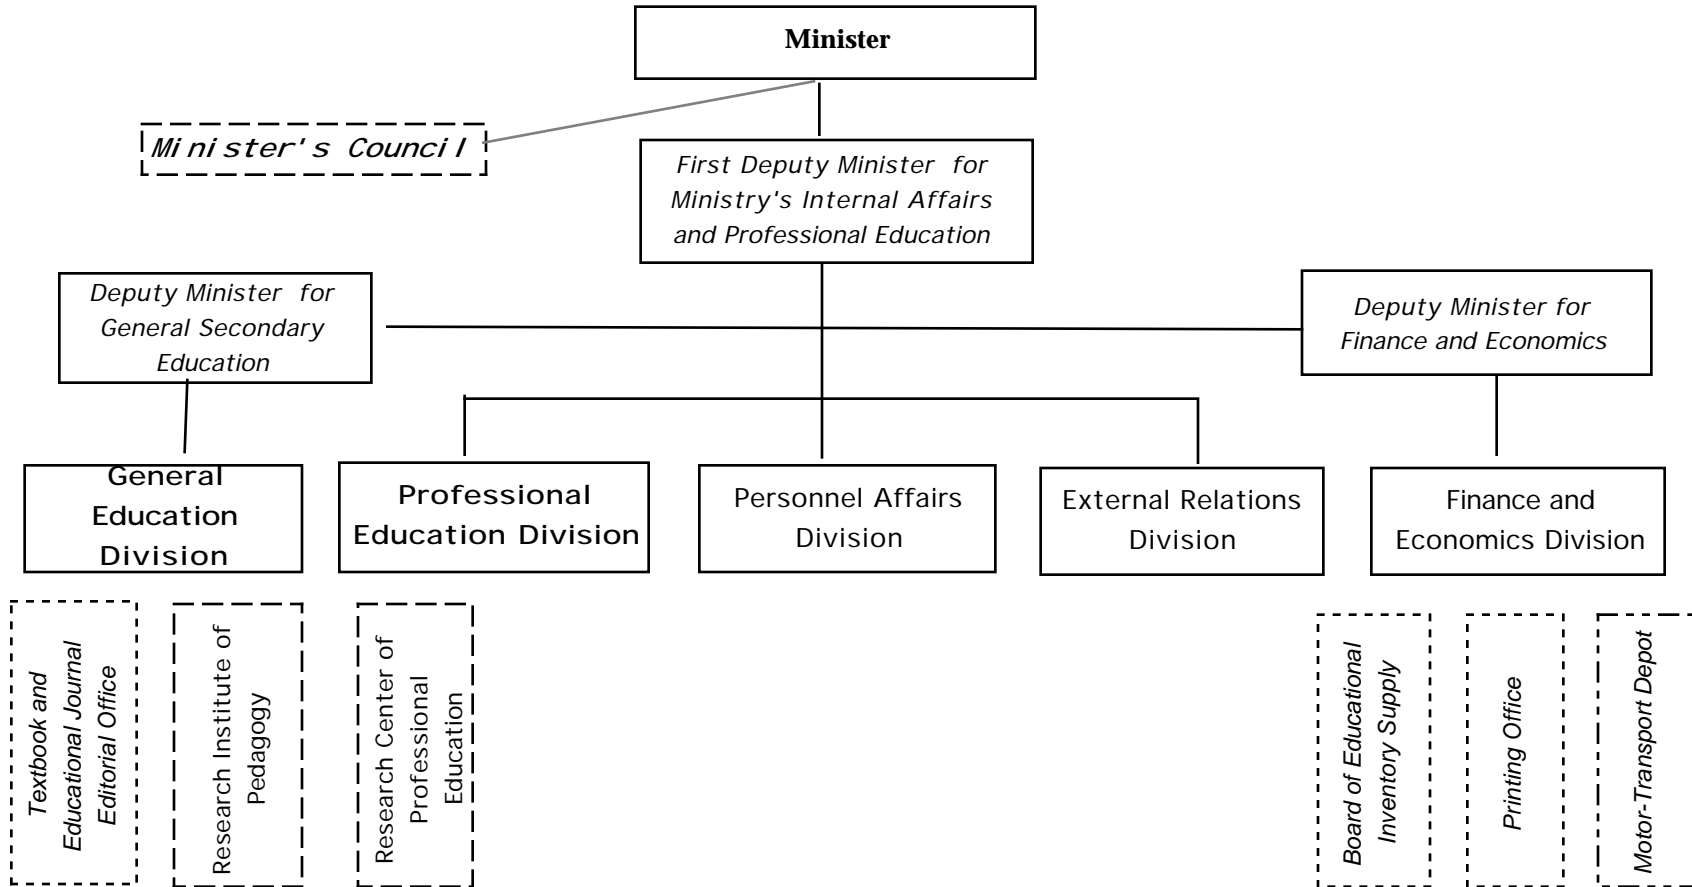 Minister
Minister's Council
First Deputy Minister for
Ministry's Internal Affairs
and Professional Education
Deputy Minister for
General Secondary
Education
Deputy Minister for
Finance and Economics
General
Education
Division
Professional
Education Division
Personnel Affairs
Division
External Relations
Division
Finance and
Economics Division
Textbook and
Educational Journal
Editorial Office
Research Institute of
Pedagogy
Research Center of
Professional
Education
Board of Educational
Inventory Supply
Printing Office
Motor-Transport Depot